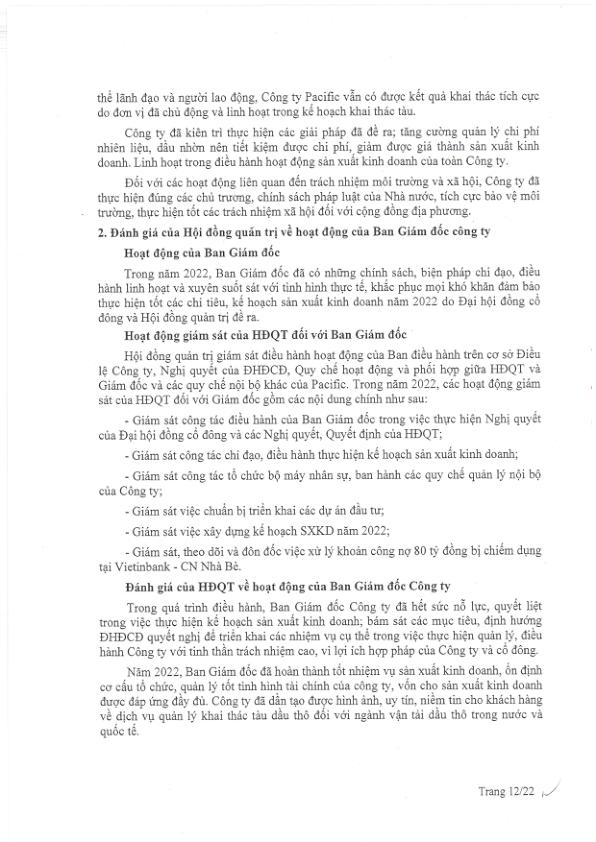 thể lãnh đạo và người lao động, Công ty Pacific vẫn có được kết quả khai thác tích cực
do đơn vị đã chủ động và linh hoạt trong kế hoạch khai thác tàu.
Công ty đã kiên trì thực hiện các giải pháp đã đề ra; tăng cường quản lý chi phí
nhiên liệu, dầu nhờn nên tiết kiệm được chi phí, giảm được giá thành sản xuất kinh
doanh. Linh hoạt trong điều hành hoạt động sản xuất kinh doanh của toàn Công ty.
Đối với các hoạt động liên quan đến trách nhiệm môi trường và xã hội, Công ty đã
thực hiện đúng các chủ trương, chính sách pháp luật của Nhà nước, tích cực bảo vệ môi
trường, thực hiện tốt các trách nhiệm xã hội đối với cộng đồng địa phương.
2. Đánh giá của Hội đồng quản trị về hoạt động của Ban Giám đốc công ty
Hoạt động của Ban Giám đốc
Trong năm 2022, Ban Giám đốc đã có những chính sách, biện pháp chỉ đạo, điều
hành linh hoạt và xuyên suốt sát với tình hình thực tế, khắc phục mọi khó khăn đảm bảo
thực hiện tốt các chỉ tiêu, kế hoạch sản xuất kinh doanh năm 2022 do Đại hội đồng cổ
đông và Hội đồng quản trị đề ra.
Hoạt động giám sát của HĐQT đối với Ban Giám đốc
Hội đồng quản trị giám sát điều hành hoạt động của Ban điều hành trên cơ sở Điều
lệ Công ty, Nghị quyết của ĐHĐCĐ, Quy chế hoạt động và phối hợp giữa HĐQT và
Giám đốc và các quy chế nội bộ khác của Pacific. Trong năm 2022, các hoạt động giám
sát của HĐQT đối với Giám đốc gồm các nội dung chính như sau:
- Giám sát công tác điều hành của Ban Giám đốc trong việc thực hiện Nghị quyết
của Đại hội đồng cổ đông và các Nghị quyết, Quyết định của HĐQT;
- Giám sát công tác chỉ đạo, điều hành thực hiện kế hoạch sản xuất kinh doanh;
- Giám sát công tác tổ chức bộ máy nhân sự, ban hành các quy chế quản lý nội bộ
của Công ty;
- Giám sát việc chuẩn bị triển khai các dự án đầu tư;
- Giám sát việc xây dựng kế hoạch SXKD năm 2022;
- Giám sát, theo dõi và đôn đốc việc xử lý khoản công nợ 80 tỷ đồng bị chiếm dụng
tại Vietinbank - CN Nhà Bè.
Đánh giá của HĐQT về hoạt động của Ban Giám đốc Công ty
Trong quá trình điều hành, Ban Giám đốc Công ty đã hết sức nỗ lực, quyết liệt
trong việc thực hiện kế hoạch sản xuất kinh doanh; bám sát các mục tiêu, định hướng
ĐHĐCĐ quyết nghị để triển khai các nhiệm vụ cụ thể trong việc thực hiện quản lý, điều
hành Công ty với tinh thần trách nhiệm cao, vì lợi ích hợp pháp của Công ty và cổ đông.
Năm 2022, Ban Giám đốc đã hoàn thành tốt nhiệm vụ sản xuất kinh doanh, ổn định
cơ cấu tổ chức, quản lý tốt tình hình tài chính của công ty, vốn cho sản xuất kinh doanh
được đáp ứng đầy đủ. Công ty đã dần tạo được hình ảnh, uy tín, niềm tin cho khách hàng
về dịch vụ quản lý khai thác tàu dầu thô đối với ngành vận tải dầu thô trong nước và
quốc tế.
Trang 12/22